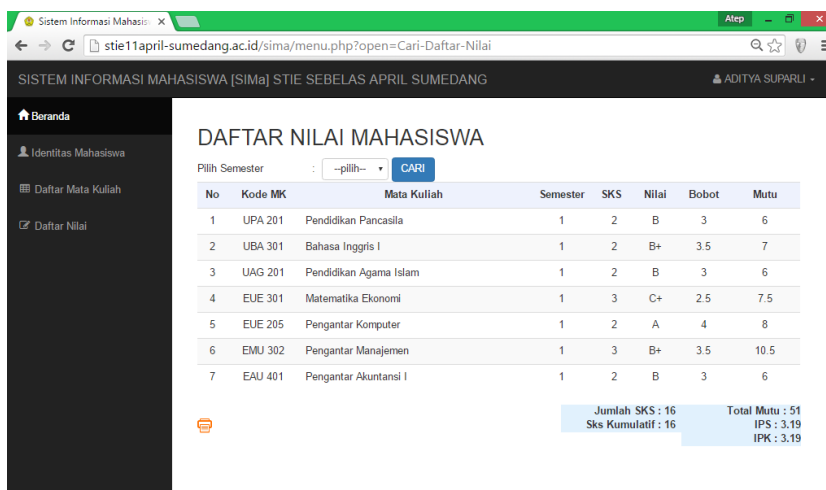 Sistem Informasi Mahasis
Atep
stie11april-sumedang.ac.id/sima/menu.php?open=Cari-Daftar-Nilai
SISTEM INFORMASI MAHASISWA [SIMa] STIE SEBELAS APRIL SUMEDANG ADITYA SUPARLI
Beranda
Identitas Mahasiswa
Daftar Mata Kuliah
Daftar Nilai
DAFTAR NILAI MAHASISWA
Pilih Semester : --pilih-- CARI
No Kode MK Mata Kuliah Semester SKS Nilai Bobot Mutu
1 UPA 201 Pendidikan Pancasila 1 2 B 3 6
2 UBA 301 Bahasa Inggris I 1 2 B+ 3.5 7
3 UAG 201 Pendidikan Agama Islam 1 2 B 3 6
4 EUE 301 Matematika Ekonomi 1 3 C+ 2.5 7.5
5 EUE 205 Pengantar Komputer 1 2 A 4 8
6 EMU 302 Pengantar Manajemen 1 3 B+ 3.5 10.5
7 EAU 401 Pengantar Akuntansi I 1 2 B 3 6
Jumlah SKS : 16 Total Mutu : 51
Sks Kumulatif : 16 IPS : 3.19
IPK : 3.19